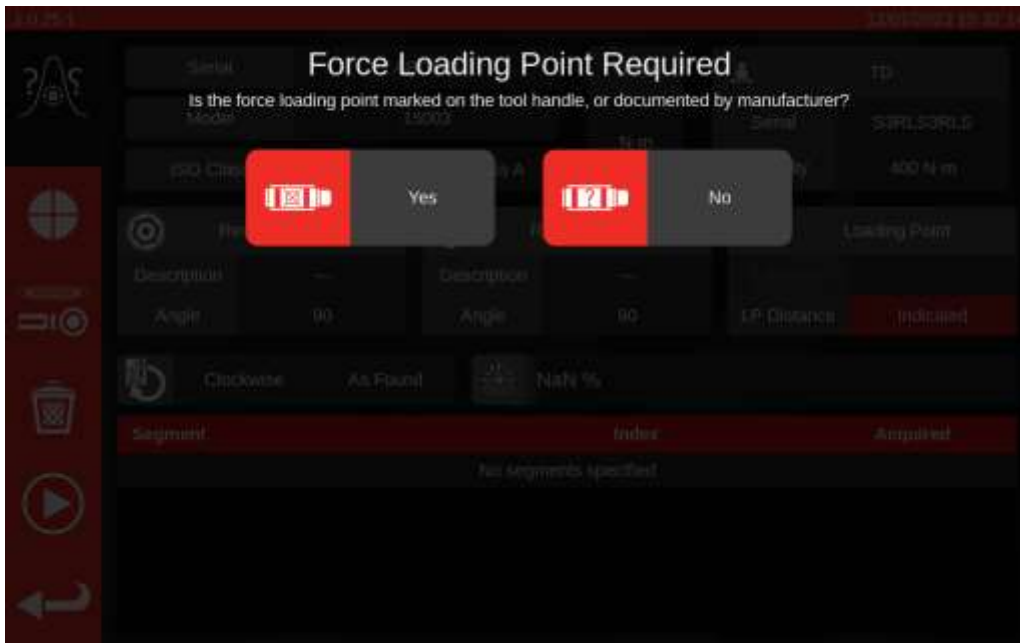 Force Loading Point Required
Is the force loading point marked on the tool handle, or documented by manufacturer?
Yes
No
Serial
TD
Model
15003
N·m
Serial
S3RLS3RLS
400 N·m
Loading Point
Description
---
Description
---
Angle
90
Angle
90
LP Distance
Indicated
Clockwise
As Found
NaN %
Segment
Index
Acquired
No segments specified